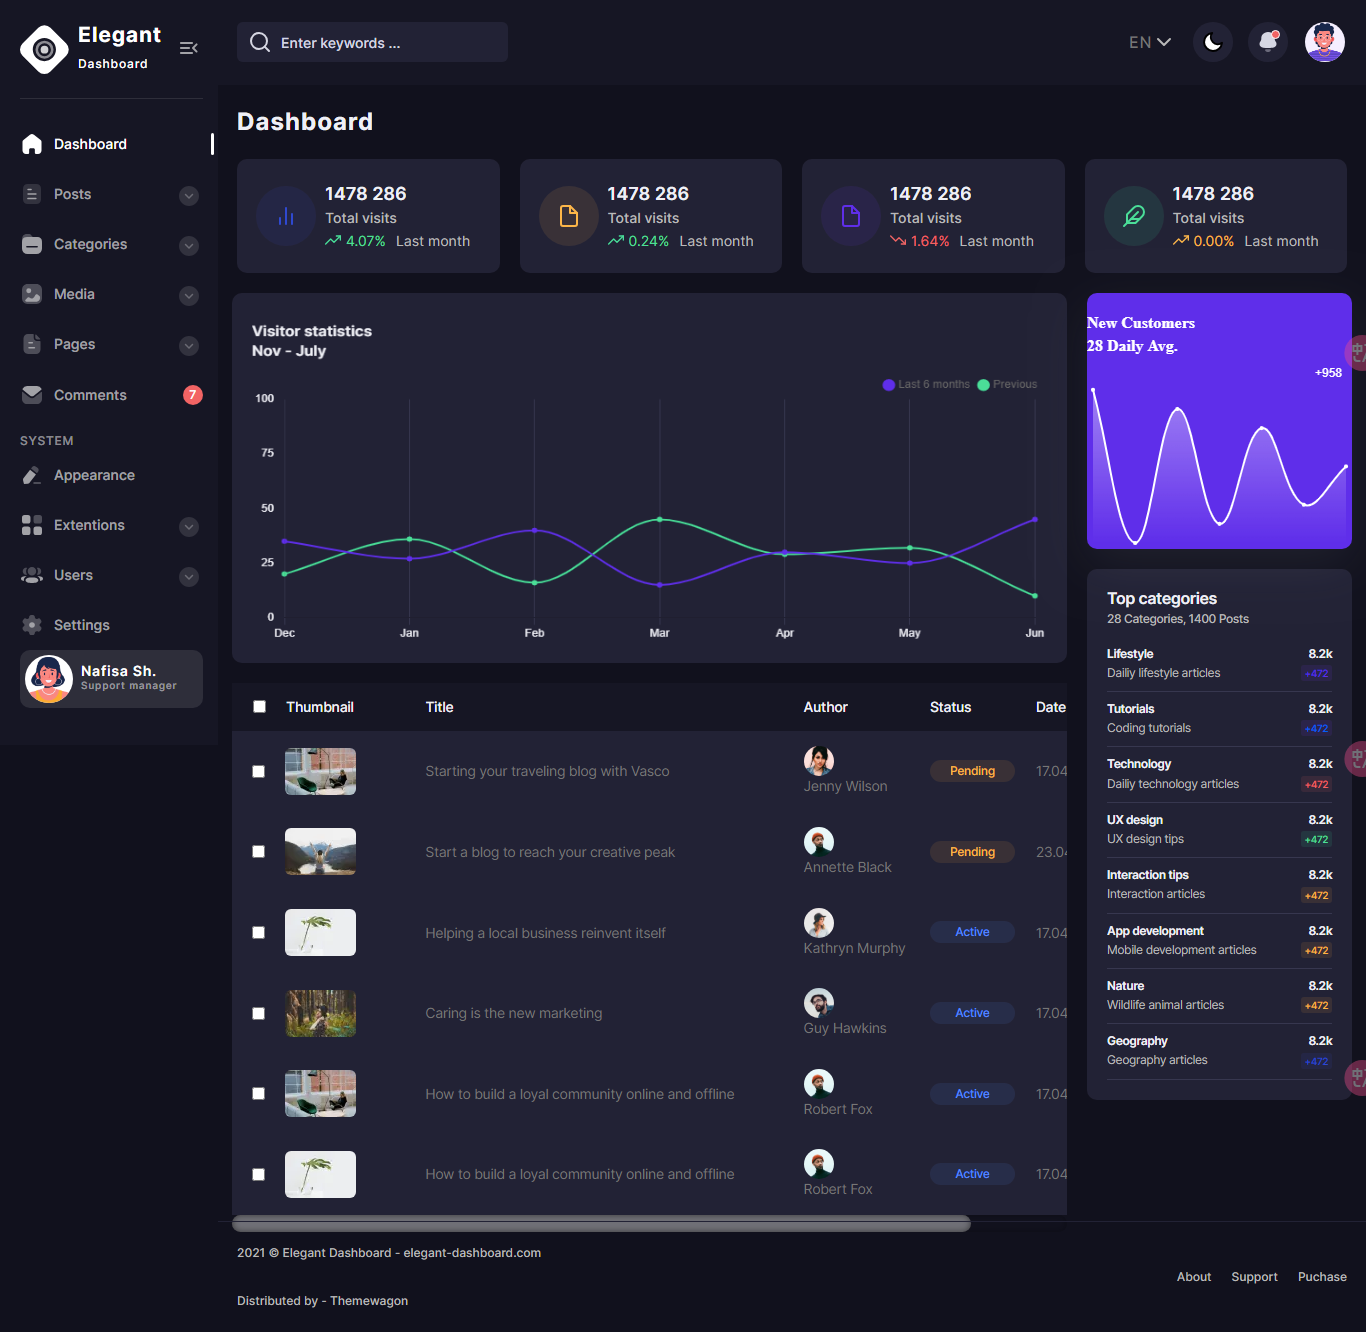 Elegant
Dashboard
Enter keywords ...
EN
Dashboard
Posts
Categories
Media
Pages
Comments
7
SYSTEM
Appearance
Extentions
Users
Settings
Nafisa Sh.
Support manager
Dashboard
1478 286
Total visits
4.07% Last month
1478 286
Total visits
0.24% Last month
1478 286
Total visits
1.64% Last month
1478 286
Total visits
0.00% Last month
Visitor statistics
Nov - July
Last 6 months Previous
100
75
50
25
0
Dec Jan Feb Mar Apr May Jun
New Customers
28 Daily Avg.
+958
Top categories
28 Categories, 1400 Posts
Lifestyle 8.2k
Dailiy lifestyle articles +472
Tutorials 8.2k
Coding tutorials +472
Technology 8.2k
Dailiy technology articles +472
UX design 8.2k
UX design tips +472
Interaction tips 8.2k
Interaction articles +472
App development 8.2k
Mobile development articles +472
Nature 8.2k
Wildlife animal articles +472
Geography 8.2k
Geography articles +472
Thumbnail Title Author Status Date
Starting your traveling blog with Vasco Jenny Wilson Pending 17.04
Start a blog to reach your creative peak Annette Black Pending 23.04
Helping a local business reinvent itself Kathryn Murphy Active 17.04
Caring is the new marketing Guy Hawkins Active 17.04
How to build a loyal community online and offline Robert Fox Active 17.04
How to build a loyal community online and offline Robert Fox Active 17.04
2021 © Elegant Dashboard - elegant-dashboard.com
Distributed by - Themewagon
About Support Puchase